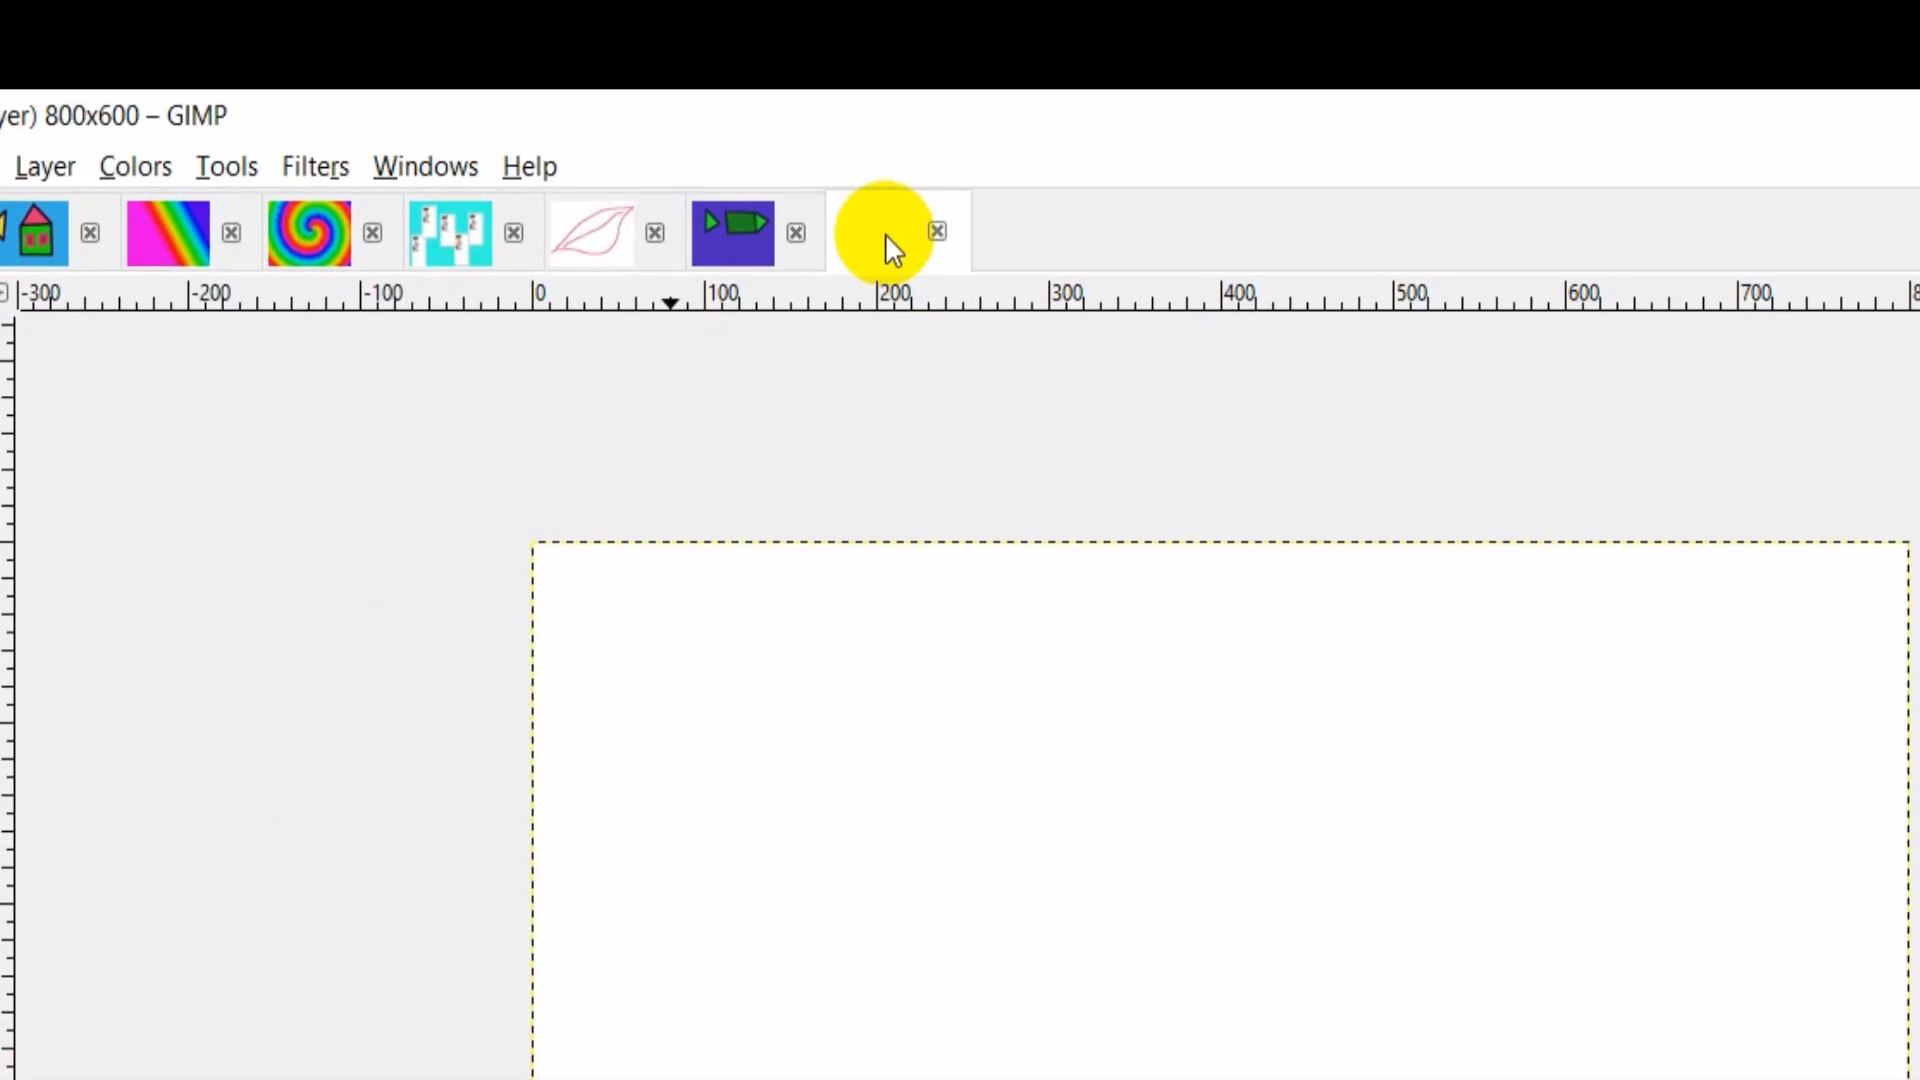 yer) 800x600 – GIMP
Layer Colors Tools Filters Windows Help
-300 -200 -100 0 100 200 300 400 500 600 700 8